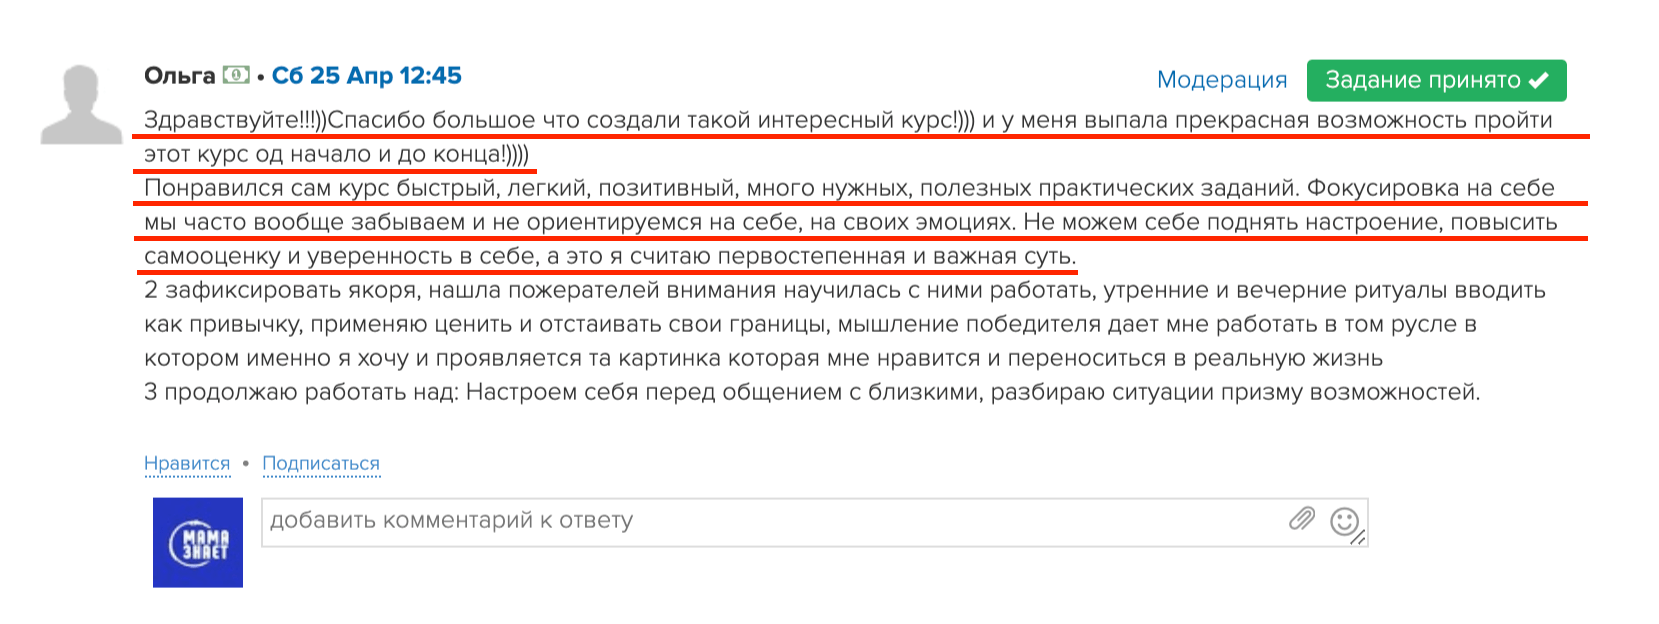 Ольга • Сб 25 Апр 12:45
Модерация
Задание принято ✔
Здравствуйте!!!))Спасибо большое что создали такой интересный курс!))) и у меня выпала прекрасная возможность пройти
этот курс од начало и до конца!))))
Понравился сам курс быстрый, легкий, позитивный, много нужных, полезных практических заданий. Фокусировка на себе
мы часто вообще забываем и не ориентируемся на себе, на своих эмоциях. Не можем себе поднять настроение, повысить
самооценку и уверенность в себе, а это я считаю первостепенная и важная суть.
2 зафиксировать якоря, нашла пожерателей внимания научилась с ними работать, утренние и вечерние ритуалы вводить
как привычку, применяю ценить и отстаивать свои границы, мышление победителя дает мне работать в том русле в
котором именно я хочу и проявляется та картинка которая мне нравится и переноситься в реальную жизнь
3 продолжаю работать над: Настроем себя перед общением с близкими, разбираю ситуации призму возможностей.
Нравится • Подписаться
МАМА
ЗНАЕТ
добавить комментарий к ответу